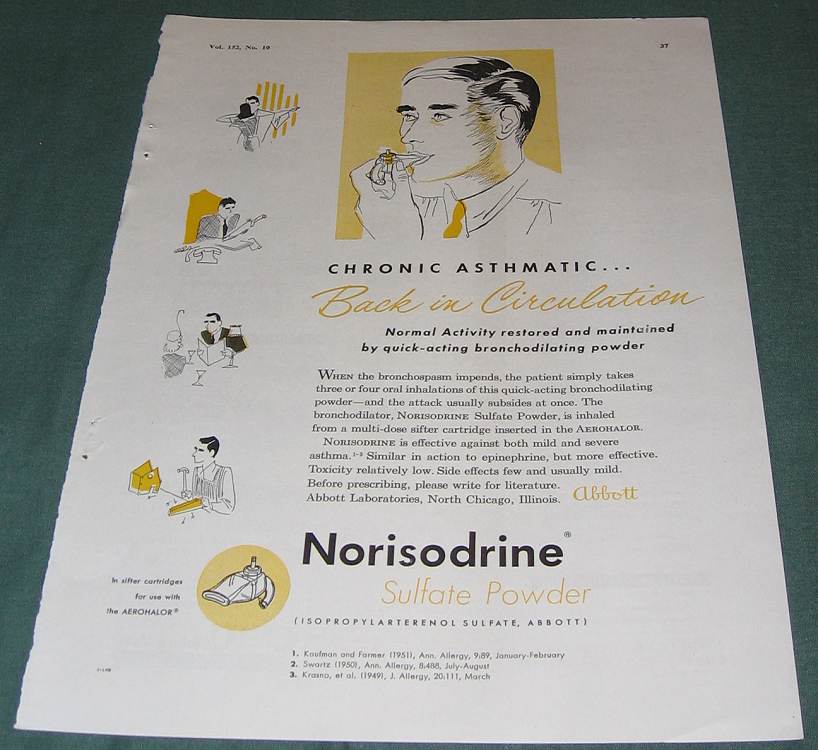 Vol. 152, No. 10
37
CHRONIC ASTHMATIC...
Back in Circulation
Normal Activity restored and maintained
by quick-acting bronchodilating powder
WHEN the bronchospasm impends, the patient simply takes
three or four oral inhalations of this quick-acting bronchodilating
powder—and the attack usually subsides at once. The
bronchodilator, NORISODRINE Sulfate Powder, is inhaled
from a multi-dose sifter cartridge inserted in the AEROHALOR.
NORISODRINE is effective against both mild and severe
asthma.¹⁻³ Similar in action to epinephrine, but more effective.
Toxicity relatively low. Side effects few and usually mild.
Before prescribing, please write for literature.
Abbott Laboratories, North Chicago, Illinois. Abbott
Norisodrine®
Sulfate Powder
(ISOPROPYLARTERENOL SULFATE, ABBOTT)
In sifter cartridges
for use with
the AEROHALOR®
1. Kaufman and Farmer (1951), Ann. Allergy, 9:89, January-February
2. Swartz (1950), Ann. Allergy, 8:488, July-August
3. Krasno, et al. (1949), J. Allergy, 20:111, March